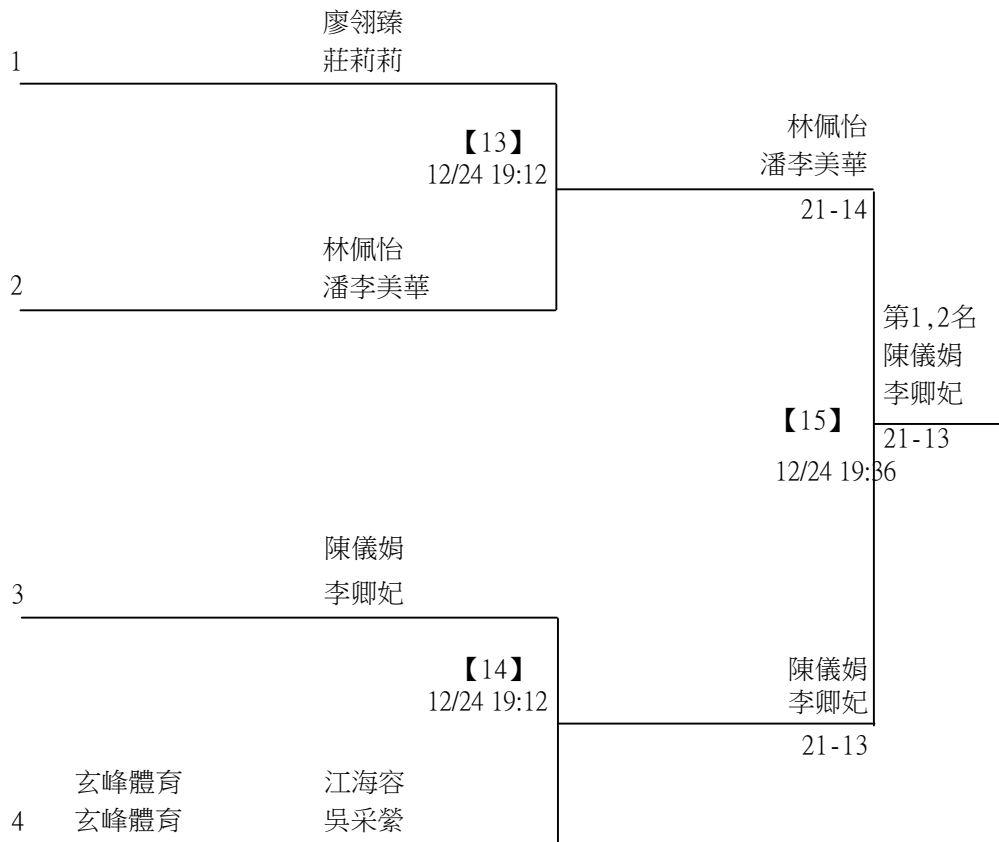 廖翎臻
1 莊莉莉
【13】
12/24 19:12
林佩怡
潘李美華
21-14
林佩怡
2 潘李美華
第1,2名
陳儀娟
李卿妃
【15】
21-13
12/24 19:36
陳儀娟
3 李卿妃
【14】
12/24 19:12
陳儀娟
李卿妃
21-13
玄峰體育 江海容
4 玄峰體育 吳采縈